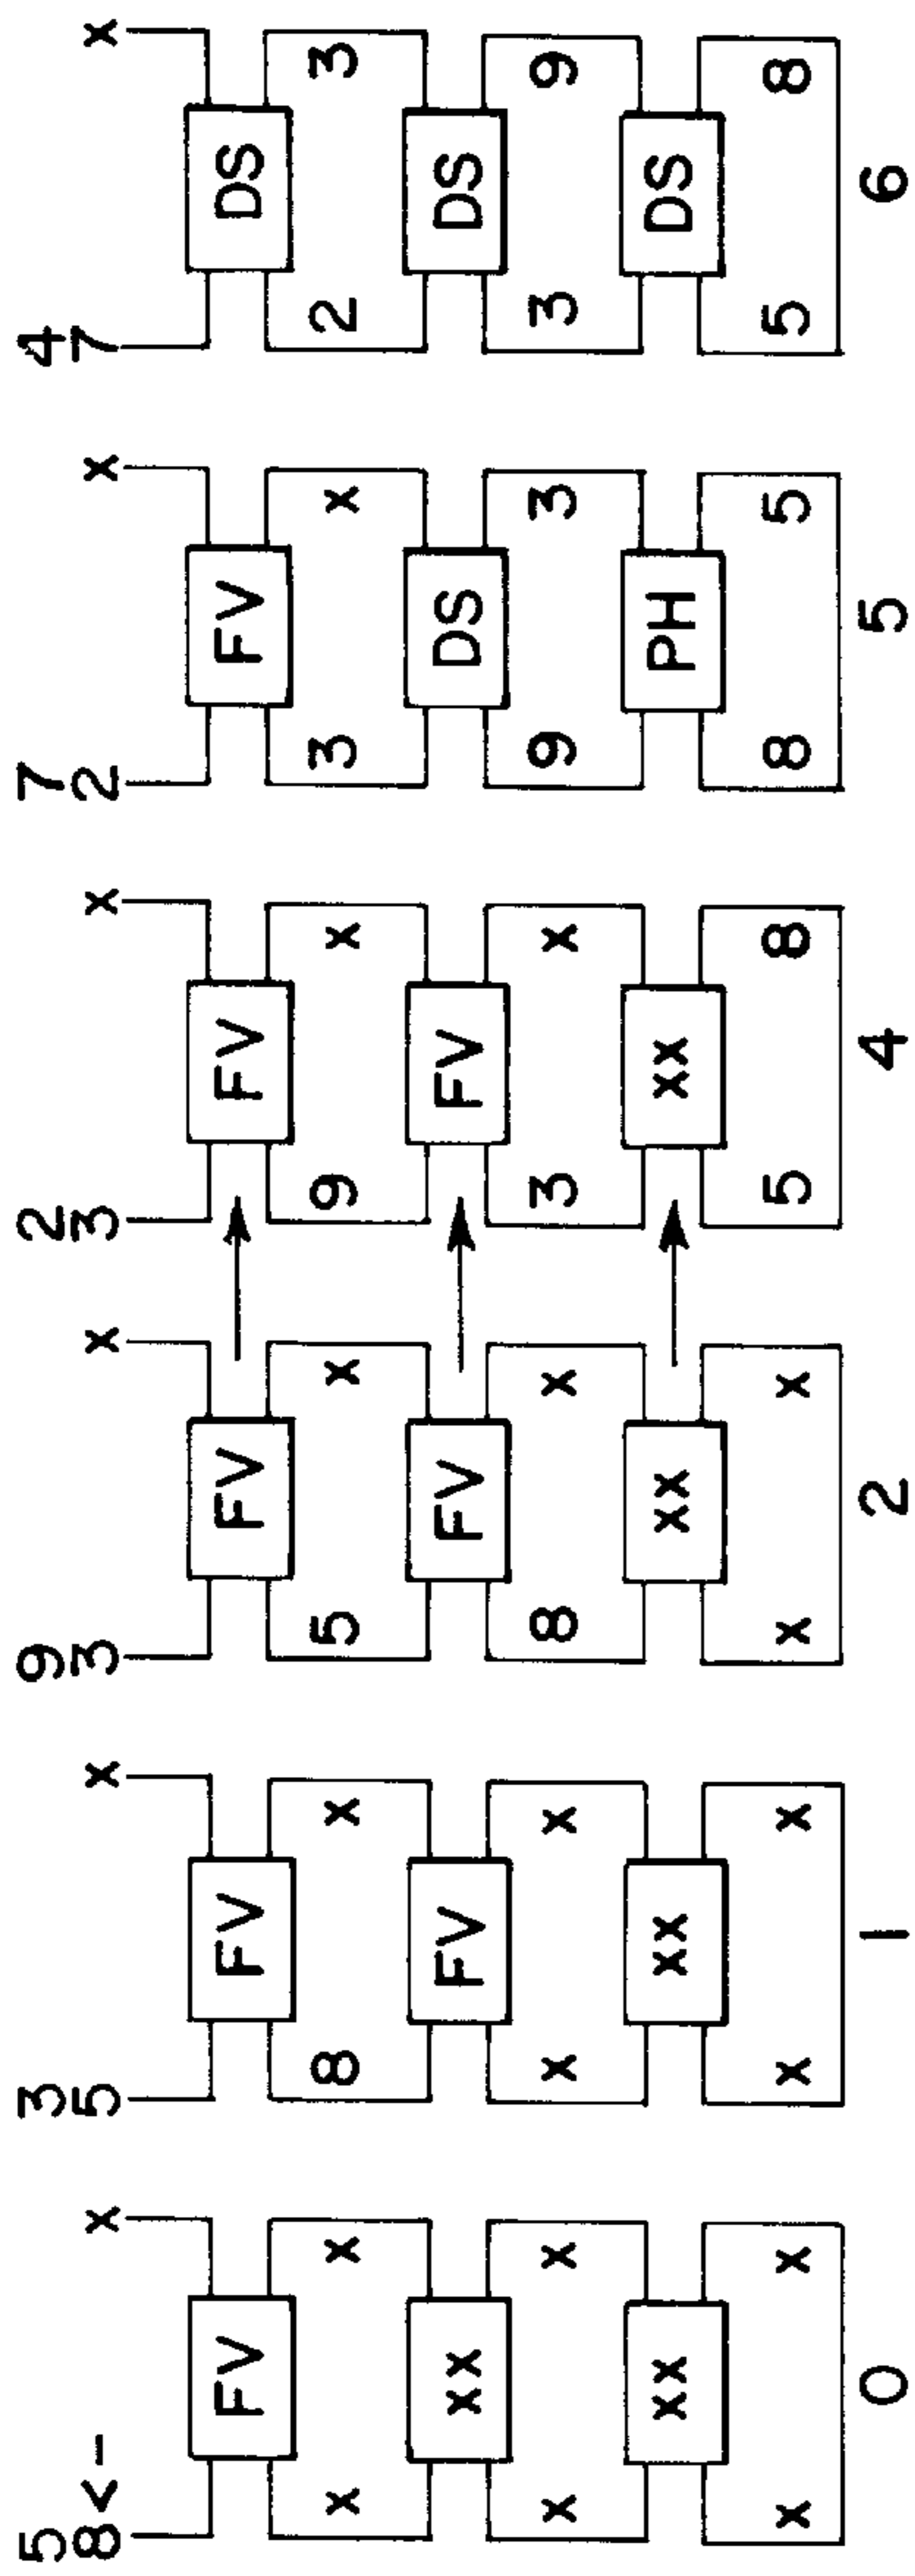 5 3 9 2 7 4
8 <- x 5 x 3 x 3 x 2 x 7 x
FV FV FV FV FV DS
x x 8 x 5 x 9 x 3 x 2 3
xx FV FV FV DS DS
x x x x 8 x 3 x 9 3 3 9
xx xx xx xx PH DS
x x x x x x 5 8 8 5 5 8
0 1 2 4 5 6